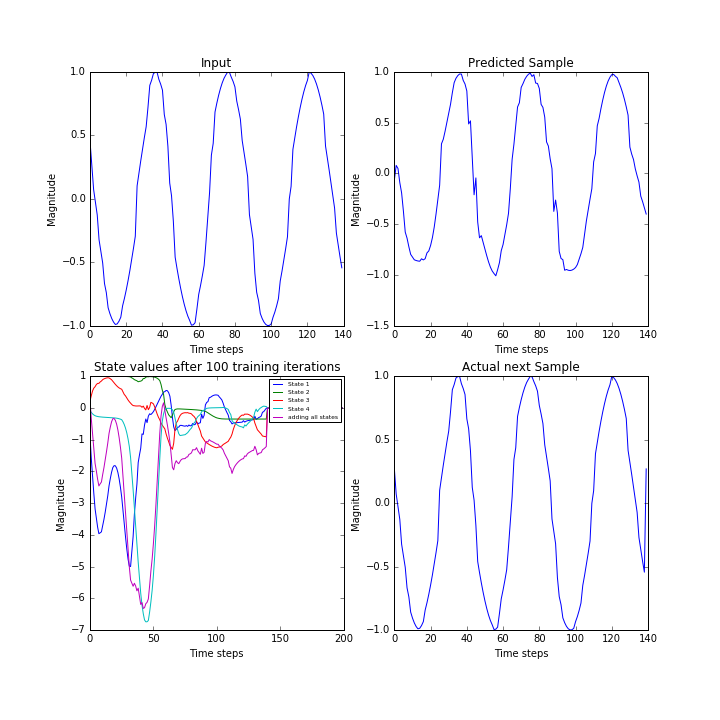 Input
Magnitude
1.0
0.5
0.0
−0.5
−1.0
0 20 40 60 80 100 120 140
Time steps
Predicted Sample
Magnitude
1.0
0.5
0.0
−0.5
−1.0
−1.5
0 20 40 60 80 100 120 140
Time steps
State values after 100 training iterations
Magnitude
1
0
−1
−2
−3
−4
−5
−6
−7
State 1
State 2
State 3
State 4
adding all states
0 50 100 150 200
Time steps
Actual next Sample
Magnitude
1.0
0.5
0.0
−0.5
−1.0
0 20 40 60 80 100 120 140
Time steps